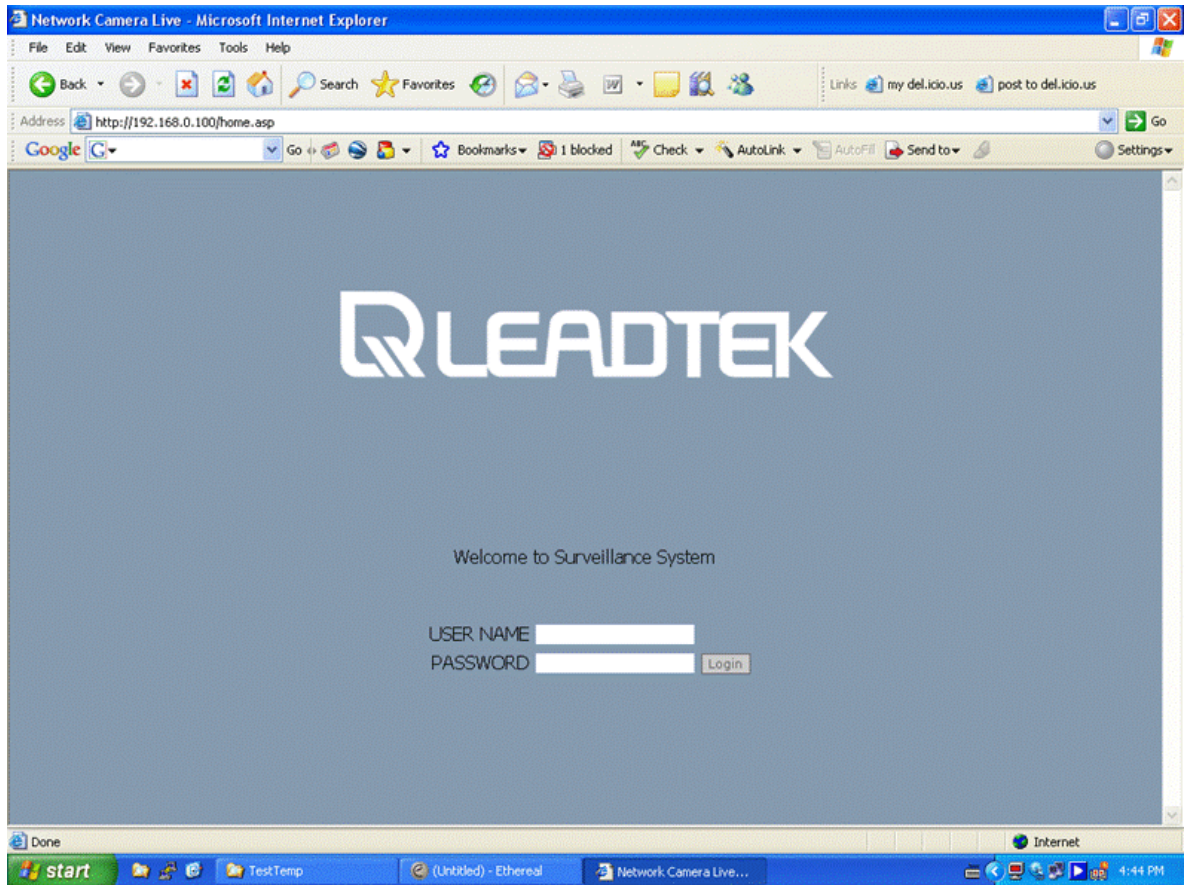 Network Camera Live - Microsoft Internet Explorer
File Edit View Favorites Tools Help
Back Search Favorites Links my del.icio.us post to del.icio.us
Address http://192.168.0.100/home.asp Go
Google G Go Bookmarks 1 blocked ABC Check AutoLink AutoFill Send to Settings
LEADTEK
Welcome to Surveillance System
USER NAME
PASSWORD Login
Done Internet
start TestTemp (Untitled) - Ethereal Network Camera Live... 4:44 PM